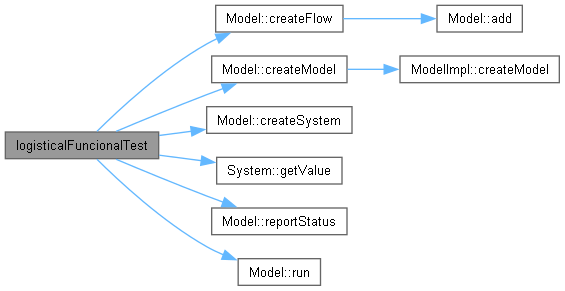 logisticalFuncionalTest
Model::createFlow
Model::add
Model::createModel
ModelImpl::createModel
Model::createSystem
System::getValue
Model::reportStatus
Model::run